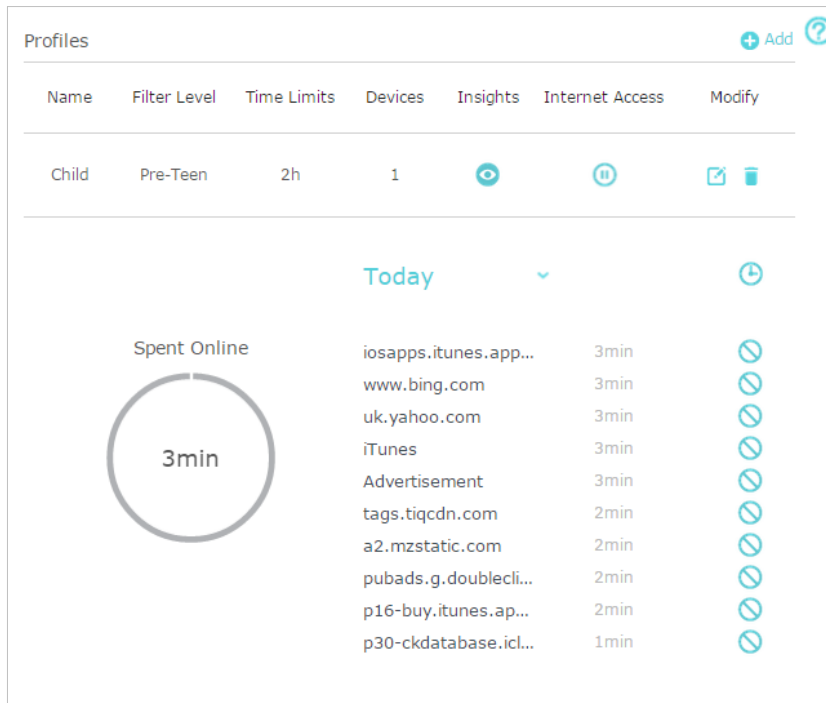 Profiles Add ?
Name Filter Level Time Limits Devices Insights Internet Access Modify
Child Pre-Teen 2h 1
Today
Spent Online
3min
iosapps.itunes.app... 3min
www.bing.com 3min
uk.yahoo.com 3min
iTunes 3min
Advertisement 3min
tags.tiqcdn.com 2min
a2.mzstatic.com 2min
pubads.g.doublecli... 2min
p16-buy.itunes.ap... 2min
p30-ckdatabase.icl... 1min